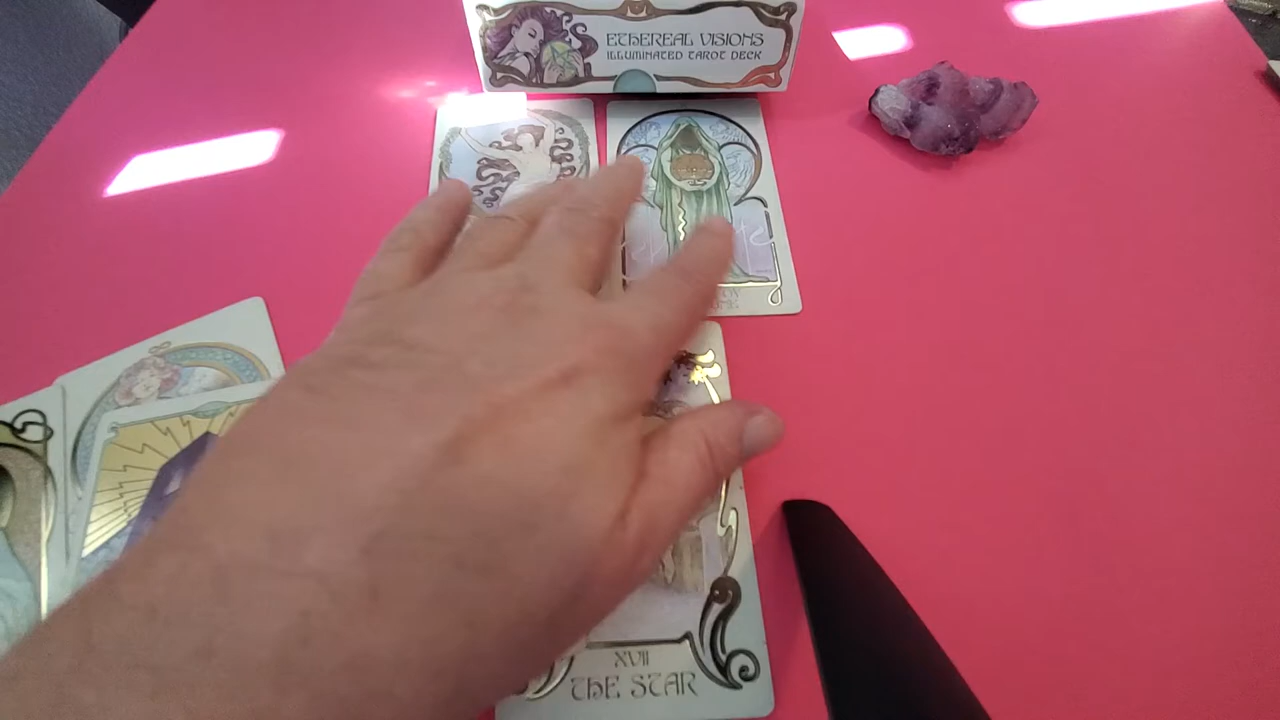 ETHEREAL VISIONS
ILLUMINATED TAROT DECK
XVII
THE STAR